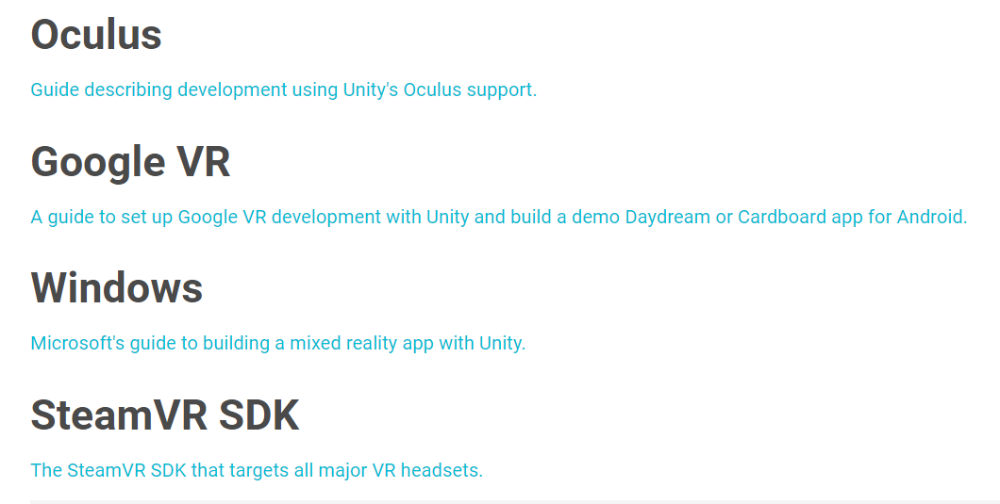 Oculus
Guide describing development using Unity's Oculus support.
Google VR
A guide to set up Google VR development with Unity and build a demo Daydream or Cardboard app for Android.
Windows
Microsoft's guide to building a mixed reality app with Unity.
SteamVR SDK
The SteamVR SDK that targets all major VR headsets.